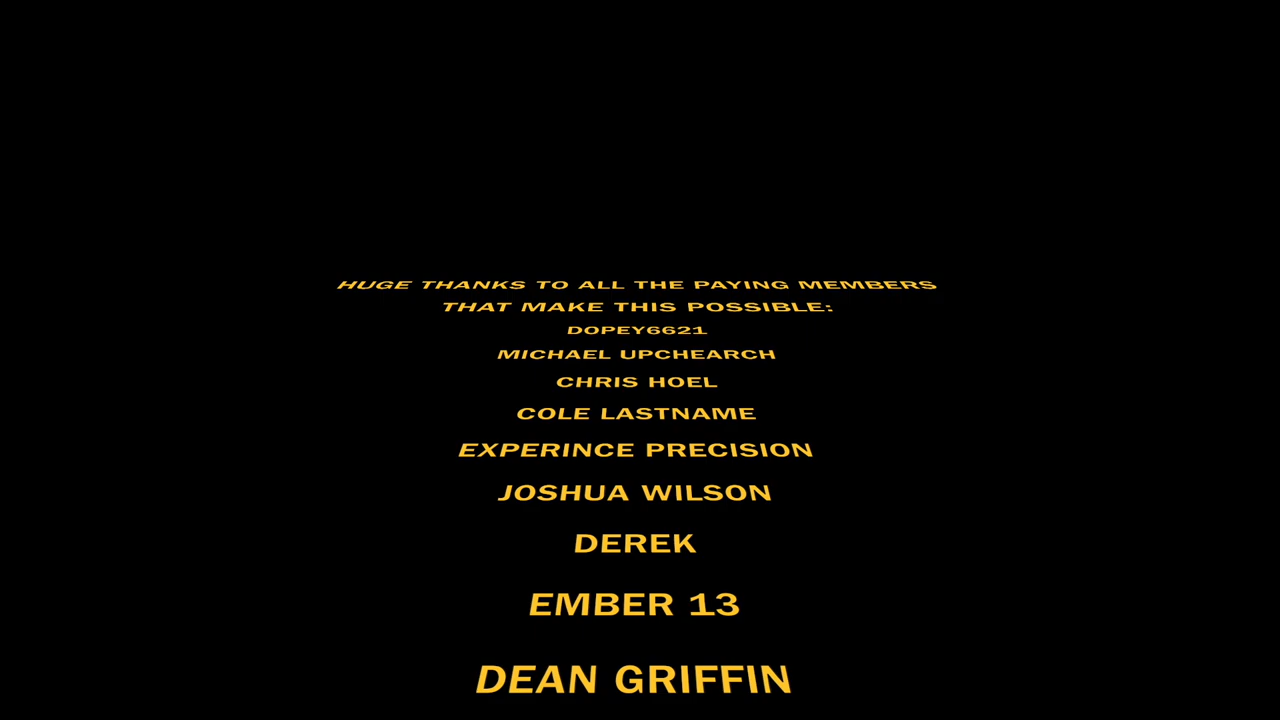 HUGE THANKS TO ALL THE PAYING MEMBERS
THAT MAKE THIS POSSIBLE:
DOPEY6621
MICHAEL UPCHEARCH
CHRIS HOEL
COLE LASTNAME
EXPERINCE PRECISION
JOSHUA WILSON
DEREK
EMBER 13
DEAN GRIFFIN